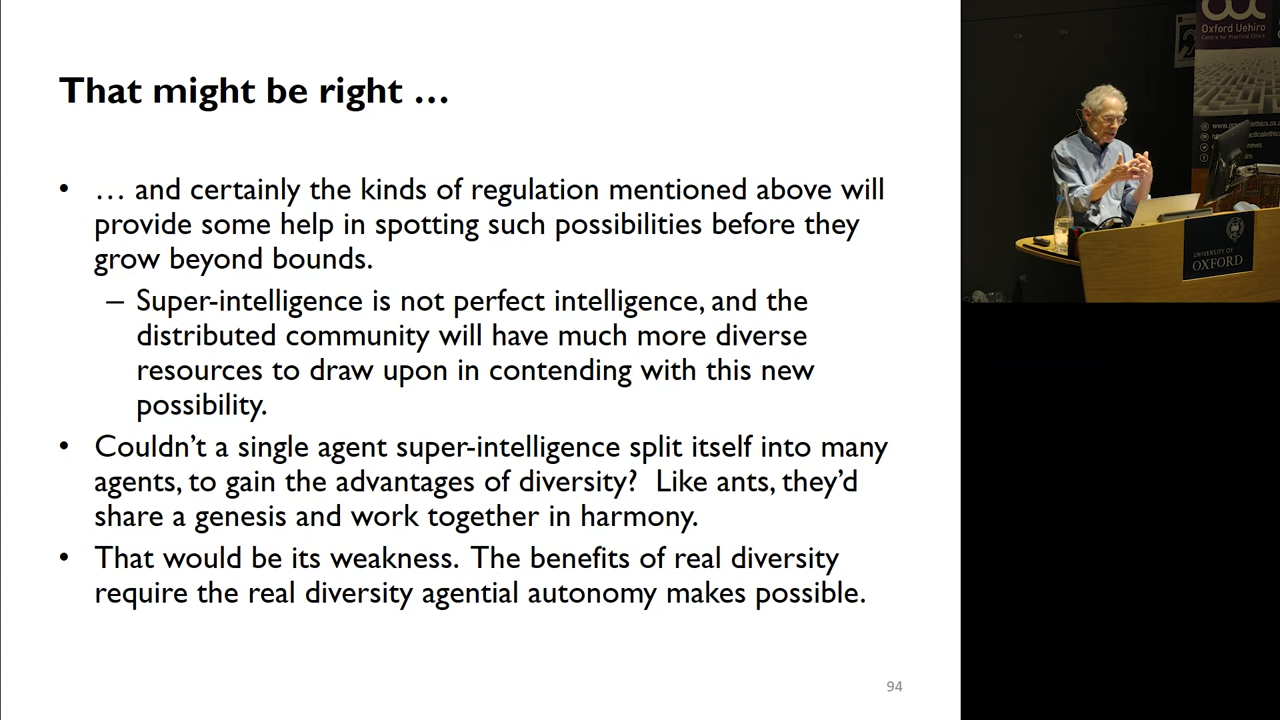 That might be right …
• … and certainly the kinds of regulation mentioned above will
provide some help in spotting such possibilities before they
grow beyond bounds.
– Super-intelligence is not perfect intelligence, and the
distributed community will have much more diverse
resources to draw upon in contending with this new
possibility.
• Couldn't a single agent super-intelligence split itself into many
agents, to gain the advantages of diversity?  Like ants, they'd
share a genesis and work together in harmony.
• That would be its weakness. The benefits of real diversity
require the real diversity agential autonomy makes possible.
94
Oxford Uehiro
Centre for Practical Ethics
UNIVERSITY OF
OXFORD